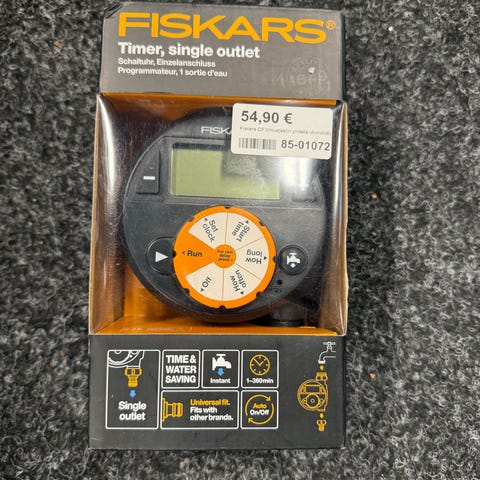 FISKARS®
Timer, single outlet
Schaltuhr, Einzelanschluss
Programmateur, 1 sortie d'eau
54,90 €
85-01072
FISKARS
Set clock
Start time
How long
How often
Off
Run
TIME &
WATER
SAVING
Instant
1–360min
Single
outlet
Universal fit.
Fits with
other brands.
Auto
On/Off